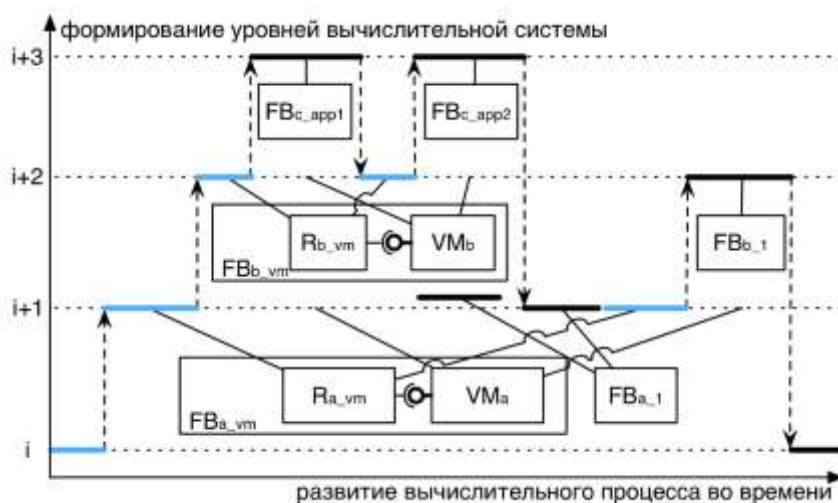 формирование уровней вычислительной системы
i+3
FBc_app1
FBc_app2
i+2
Rb_vm
VMb
FBb_1
FBb_vm
i+1
Ra_vm
VMa
FBa_1
FBa_vm
i
развитие вычислительного процесса во времени